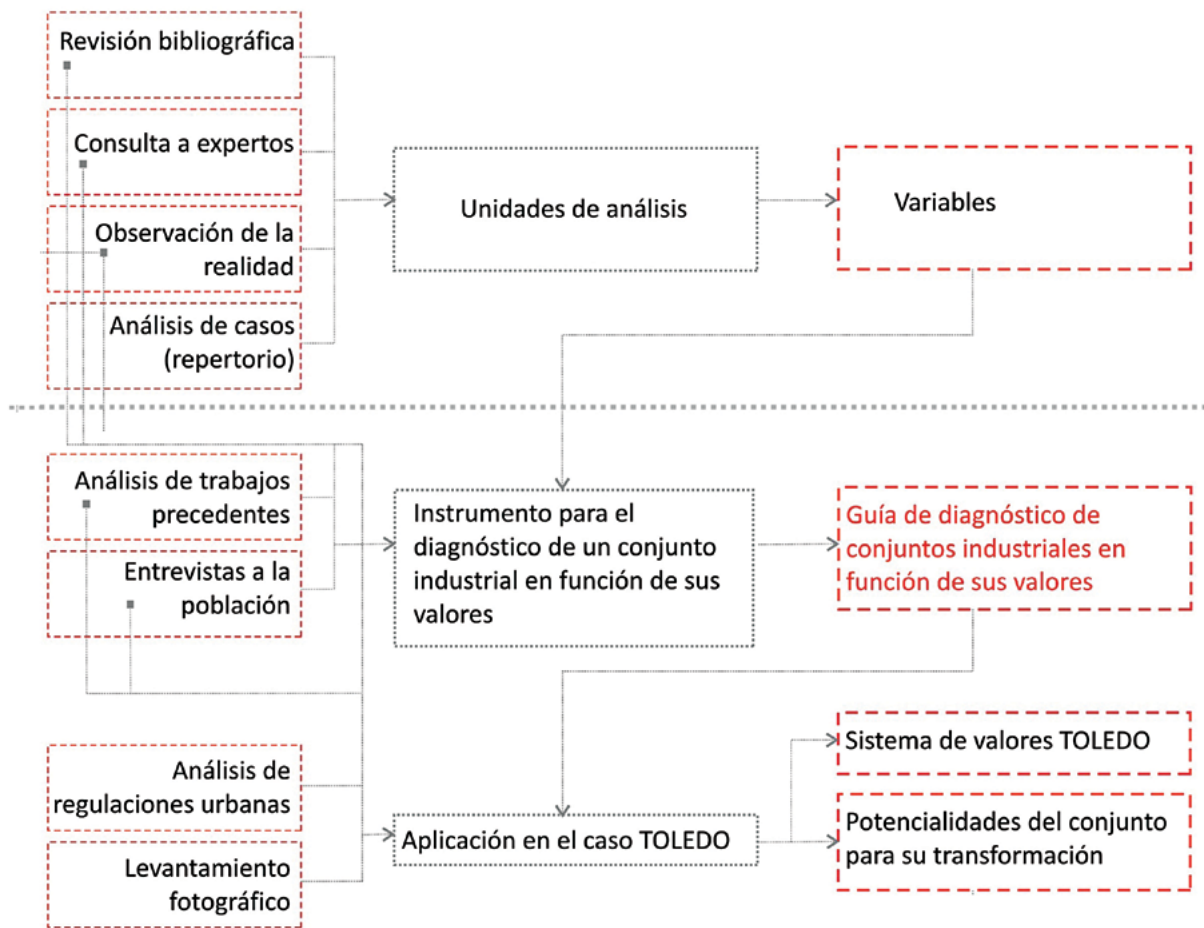 Revisión bibliográfica
Consulta a expertos
Observación de la
realidad
Análisis de casos
(repertorio)
Unidades de análisis
Variables
Análisis de trabajos
precedentes
Entrevistas a la
población
Instrumento para el
diagnóstico de un conjunto
industrial en función de sus
valores
Guía de diagnóstico de
conjuntos industriales en
función de sus valores
Análisis de
regulaciones urbanas
Levantamiento
fotográfico
Aplicación en el caso TOLEDO
Sistema de valores TOLEDO
Potencialidades del conjunto
para su transformación